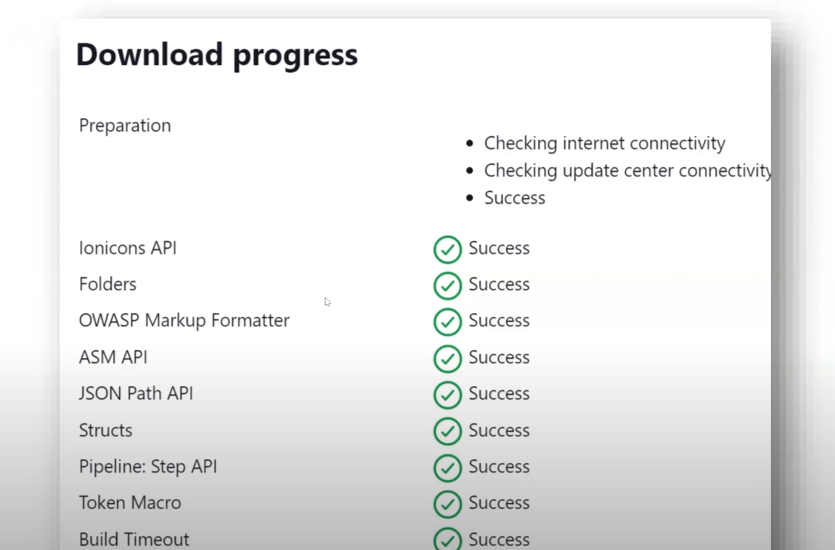 Download progress
Preparation
Checking internet connectivity
Checking update center connectivity
Success
Ionicons API Success
Folders Success
OWASP Markup Formatter Success
ASM API Success
JSON Path API Success
Structs Success
Pipeline: Step API Success
Token Macro Success
Build Timeout Success